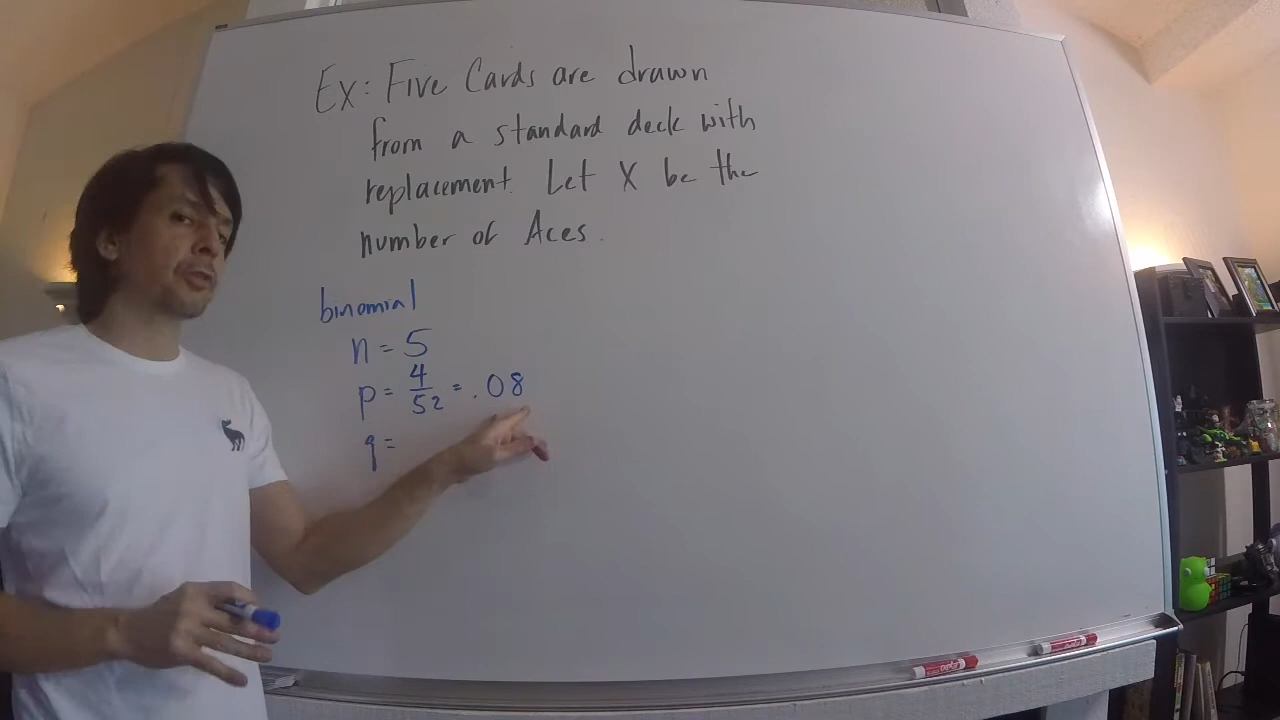 Ex: Five Cards are drawn
from a standard deck with
replacement. Let X be the
number of Aces.
binomial
n = 5
p = 4/52 = .08
q =